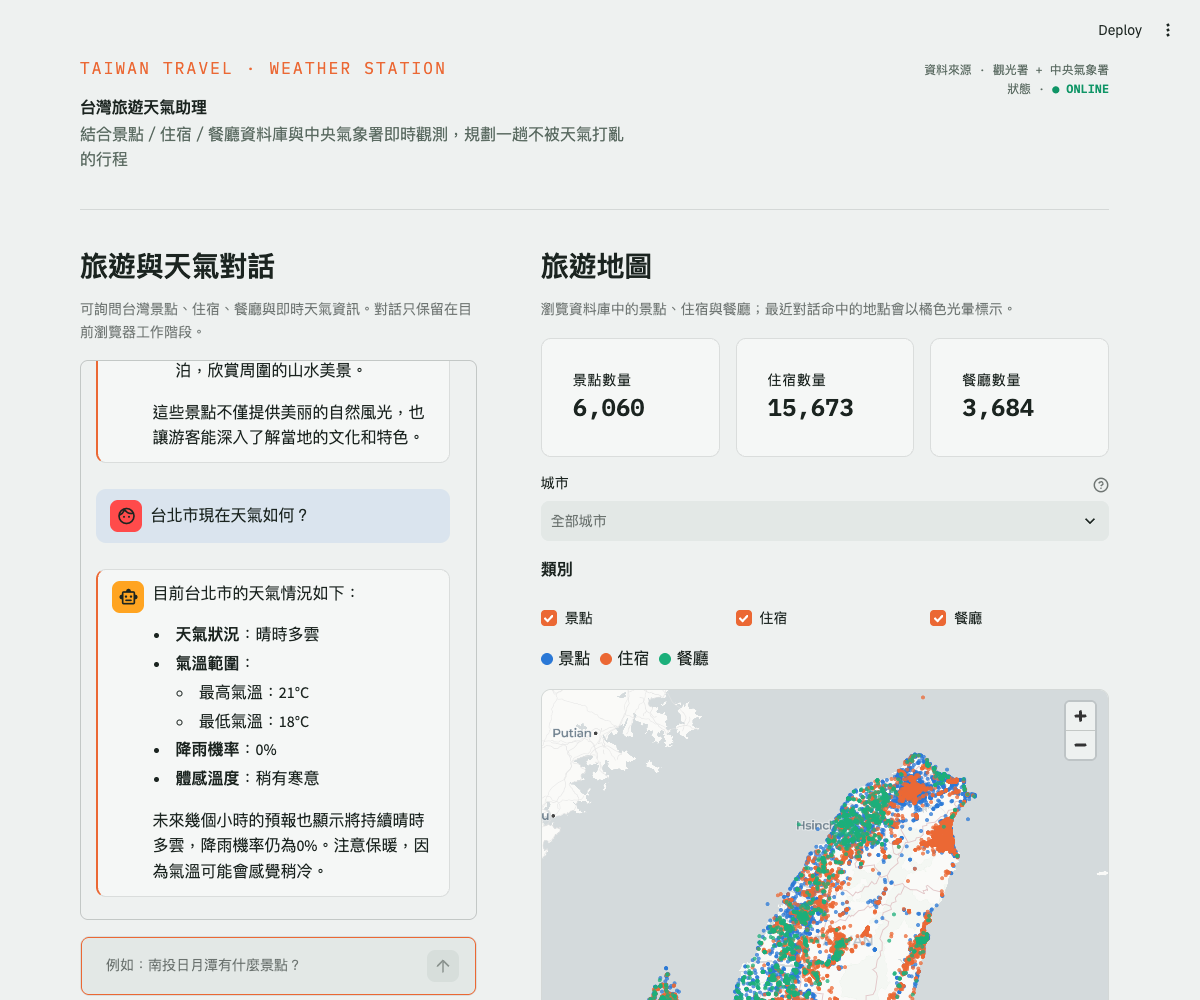 Deploy
TAIWAN TRAVEL · WEATHER STATION
資料來源 · 觀光署 + 中央氣象署
狀態 · ● ONLINE
台灣旅遊天氣助理
結合景點 / 住宿 / 餐廳資料庫與中央氣象署即時觀測，規劃一趟不被天氣打亂
的行程
旅遊與天氣對話
可詢問台灣景點、住宿、餐廳與即時天氣資訊。對話只保留在目
前瀏覽器工作階段。
泊，欣賞周圍的山水美景。
這些景點不僅提供美丽的自然風光，也
讓游客能深入了解當地的文化和特色。
台北市現在天氣如何？
目前台北市的天氣情況如下：
• 天氣狀況：晴時多雲
• 氣溫範圍：
◦ 最高氣溫：21°C
◦ 最低氣溫：18°C
• 降雨機率：0%
• 體感溫度：稍有寒意
未來幾個小時的預報也顯示將持續晴時
多雲，降雨機率仍為0%。注意保暖，因
為氣溫可能會感覺稍冷。
例如：南投日月潭有什麼景點？
旅遊地圖
瀏覽資料庫中的景點、住宿與餐廳；最近對話命中的地點會以橘色光暈標示。
景點數量
6,060
住宿數量
15,673
餐廳數量
3,684
城市
全部城市
類別
景點
住宿
餐廳
景點 住宿 餐廳
Putian
+
−